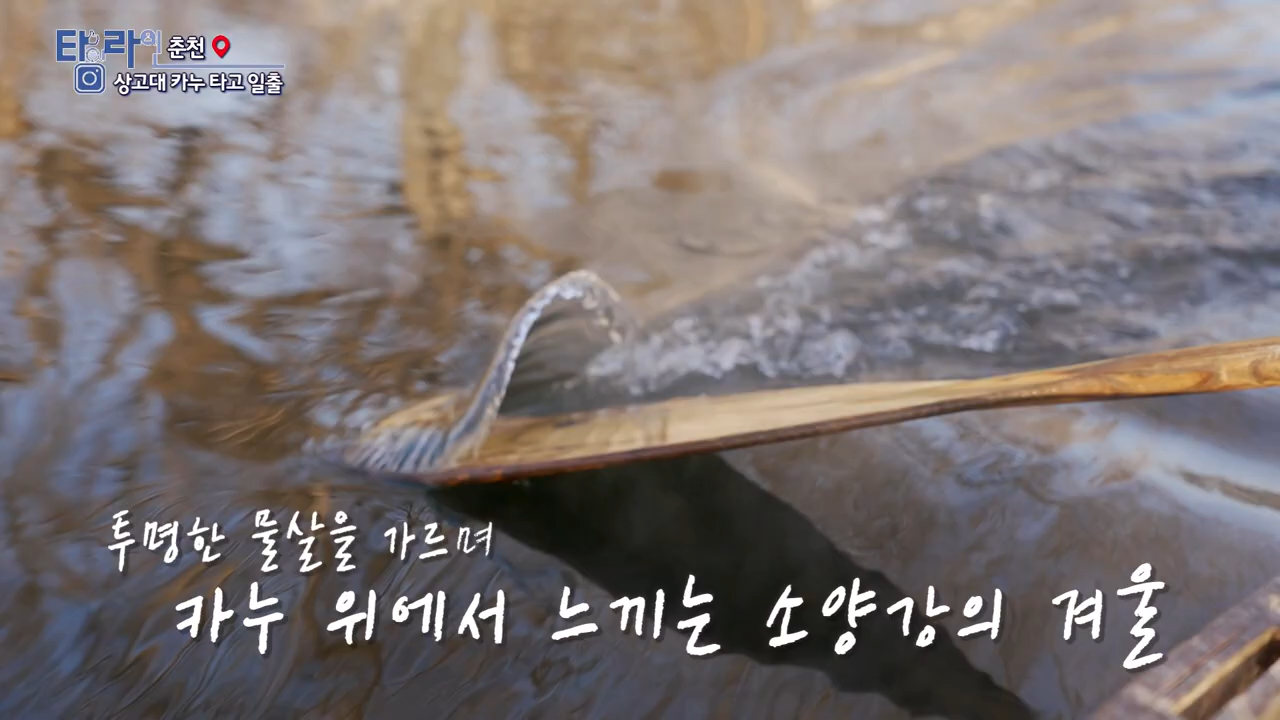 타라의 춘천
상고대 카누 타고 일출
투명한 물살을 가르며
카누 위에서 느끼는 소양강의 겨울